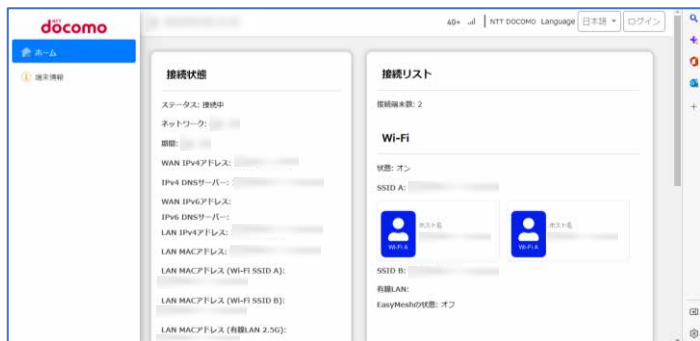 NTT
döcomo
4G+
NTT DOCOMO
Language
日本語
ログイン
ホーム
端末情報
接続状態
ステータス: 接続中
ネットワーク:
期間:
WAN IPv4アドレス:
IPv4 DNSサーバー:
WAN IPv6アドレス:
IPv6 DNSサーバー:
LAN IPv4アドレス:
LAN MACアドレス:
LAN MACアドレス (Wi-Fi SSID A):
LAN MACアドレス (Wi-Fi SSID B):
LAN MACアドレス (有線LAN 2.5G):
接続リスト
接続端末数: 2
Wi-Fi
状態: オン
SSID A:
Wi-Fi A
ホスト名
Wi-Fi A
ホスト名
SSID B:
有線LAN:
EasyMeshの状態: オフ